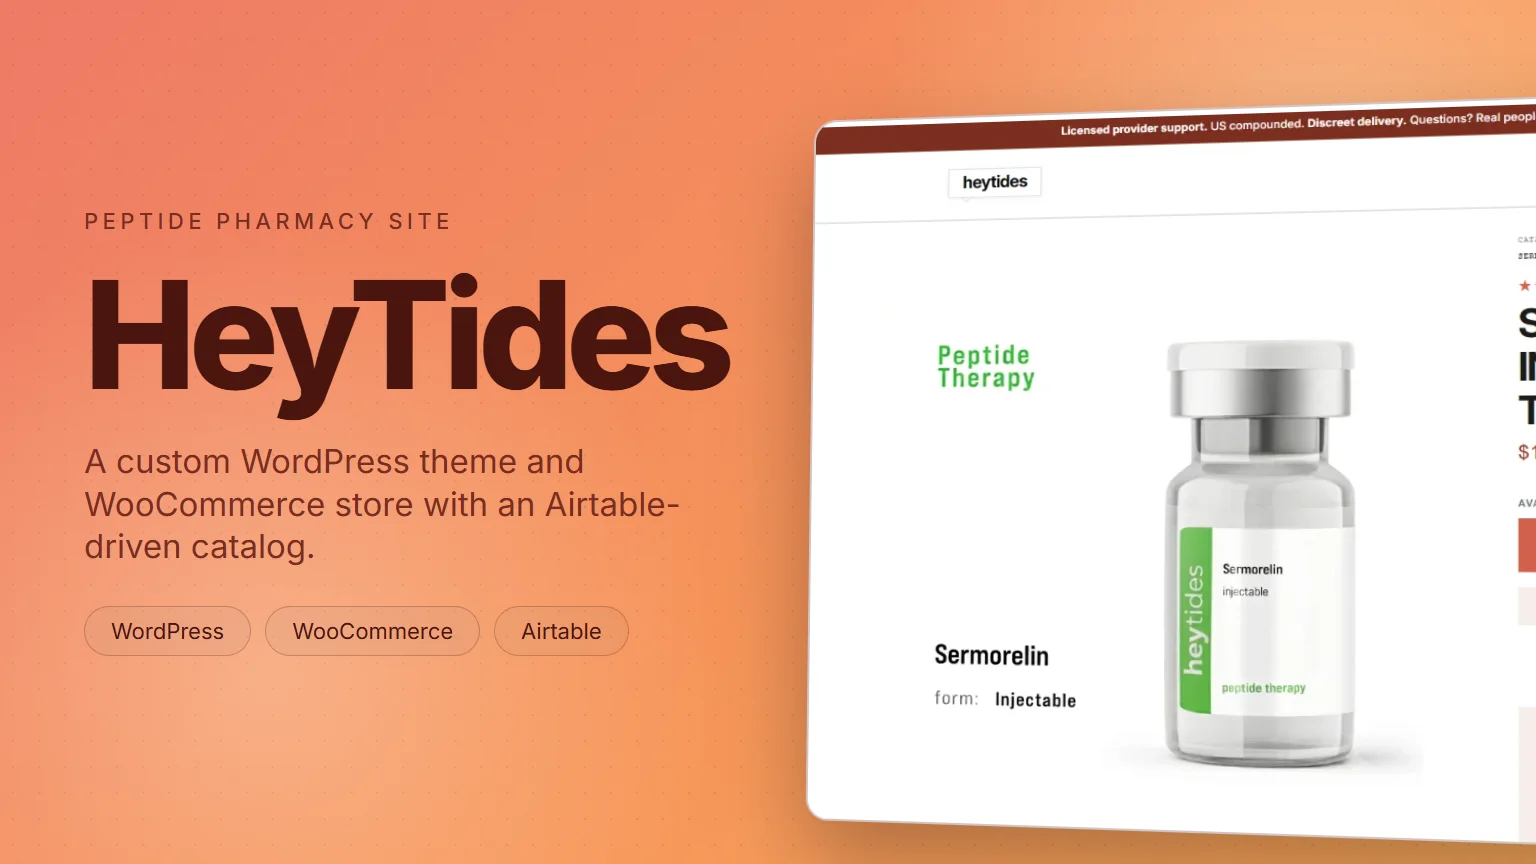 PEPTIDE PHARMACY SITE
HeyTides
A custom WordPress theme and
WooCommerce store with an Airtable-
driven catalog.
WordPress
WooCommerce
Airtable
Licensed provider support. US compounded. Discreet delivery. Questions? Real
heytides
Peptide
Therapy
Sermorelin
form: Injectable
heytides
Sermorelin
injectable
peptide therapy